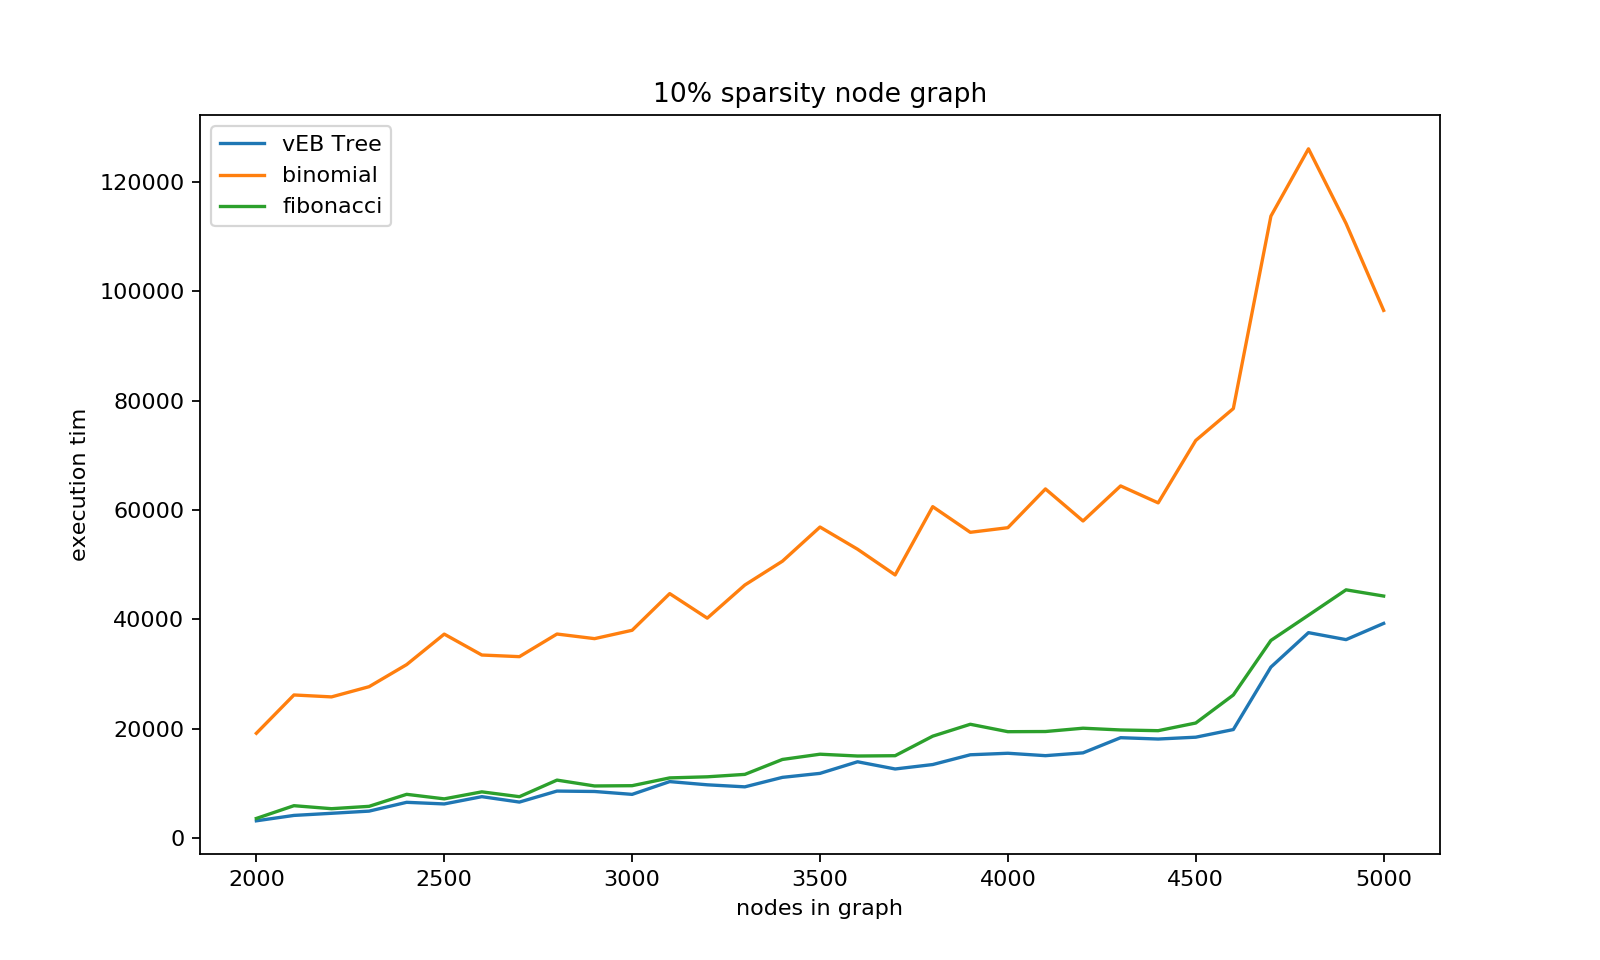 10% sparsity node graph
vEB Tree
binomial
fibonacci
120000
100000
80000
60000
40000
20000
0
execution tim
2000 2500 3000 3500 4000 4500 5000
nodes in graph